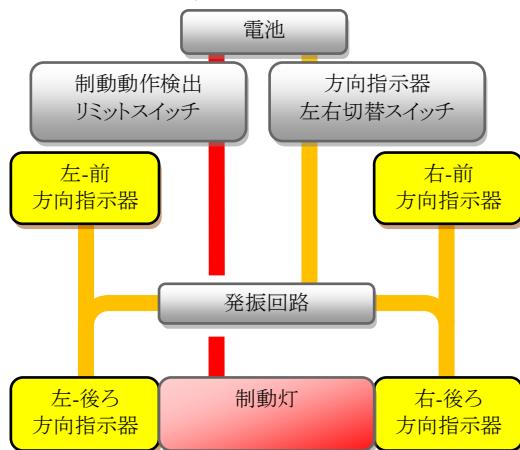 電池
制動動作検出
リミットスイッチ
方向指示器
左右切替スイッチ
左-前
方向指示器
右-前
方向指示器
発振回路
左-後ろ
方向指示器
制動灯
右-後ろ
方向指示器